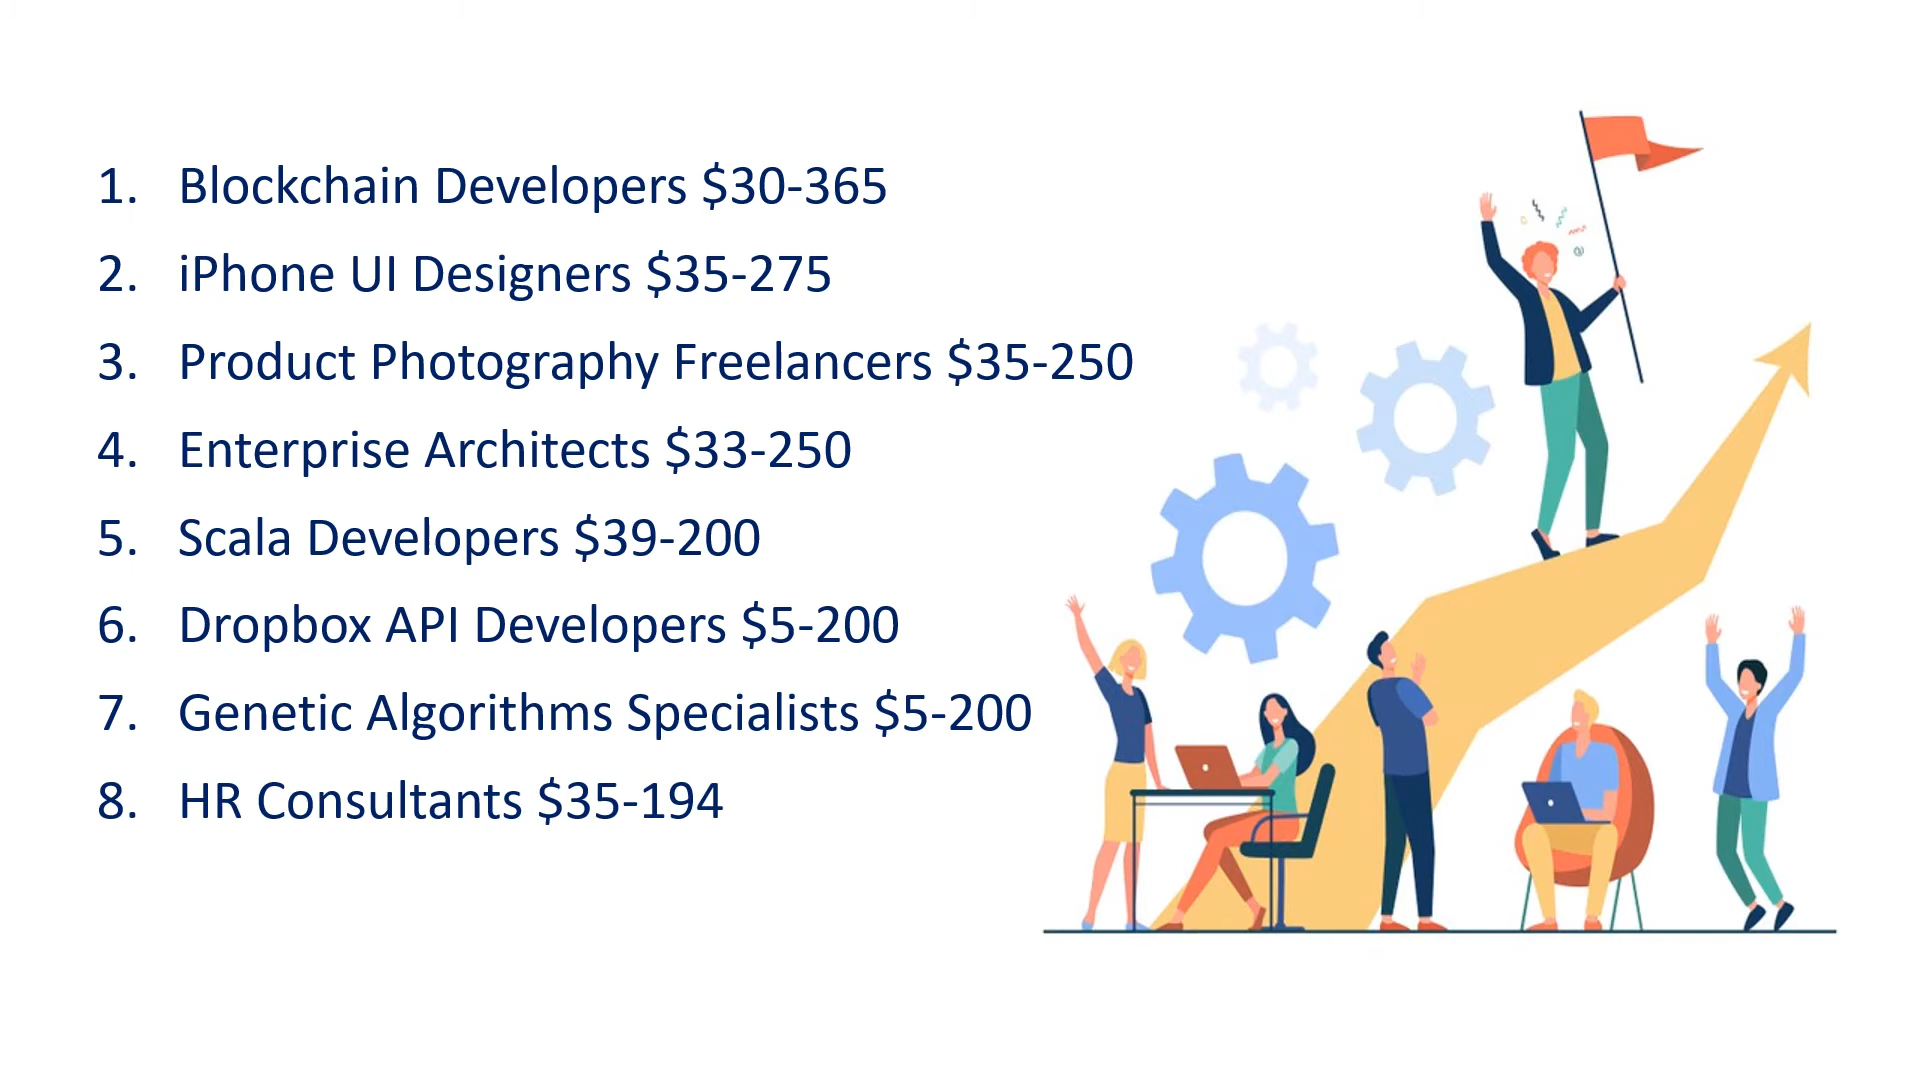 1. Blockchain Developers $30-365
2. iPhone UI Designers $35-275
3. Product Photography Freelancers $35-250
4. Enterprise Architects $33-250
5. Scala Developers $39-200
6. Dropbox API Developers $5-200
7. Genetic Algorithms Specialists $5-200
8. HR Consultants $35-194